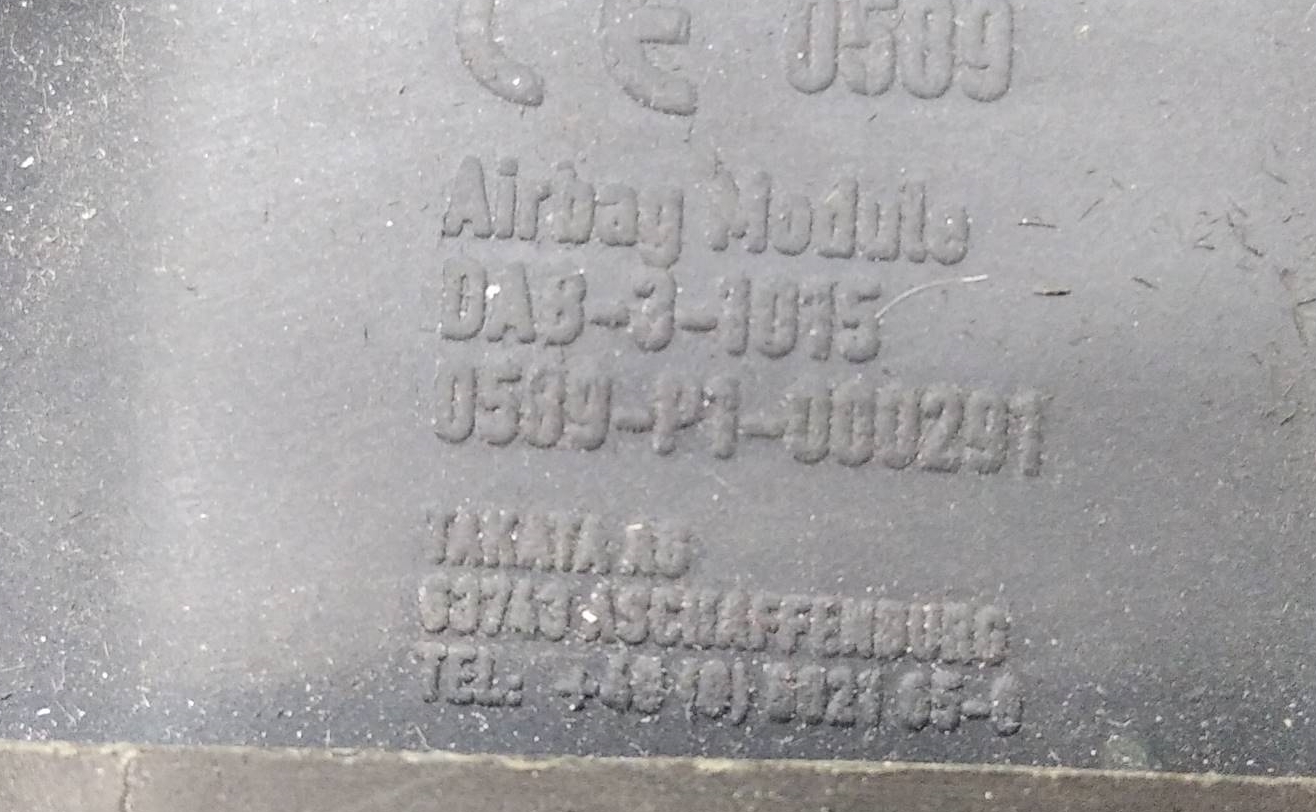 CE 0589
Airbag Module
DAB-3-1015
0589-P1-000291
TAKATA AG
63743 ASCHAFFENBURG
TEL: +49 (0) 6021 65-0